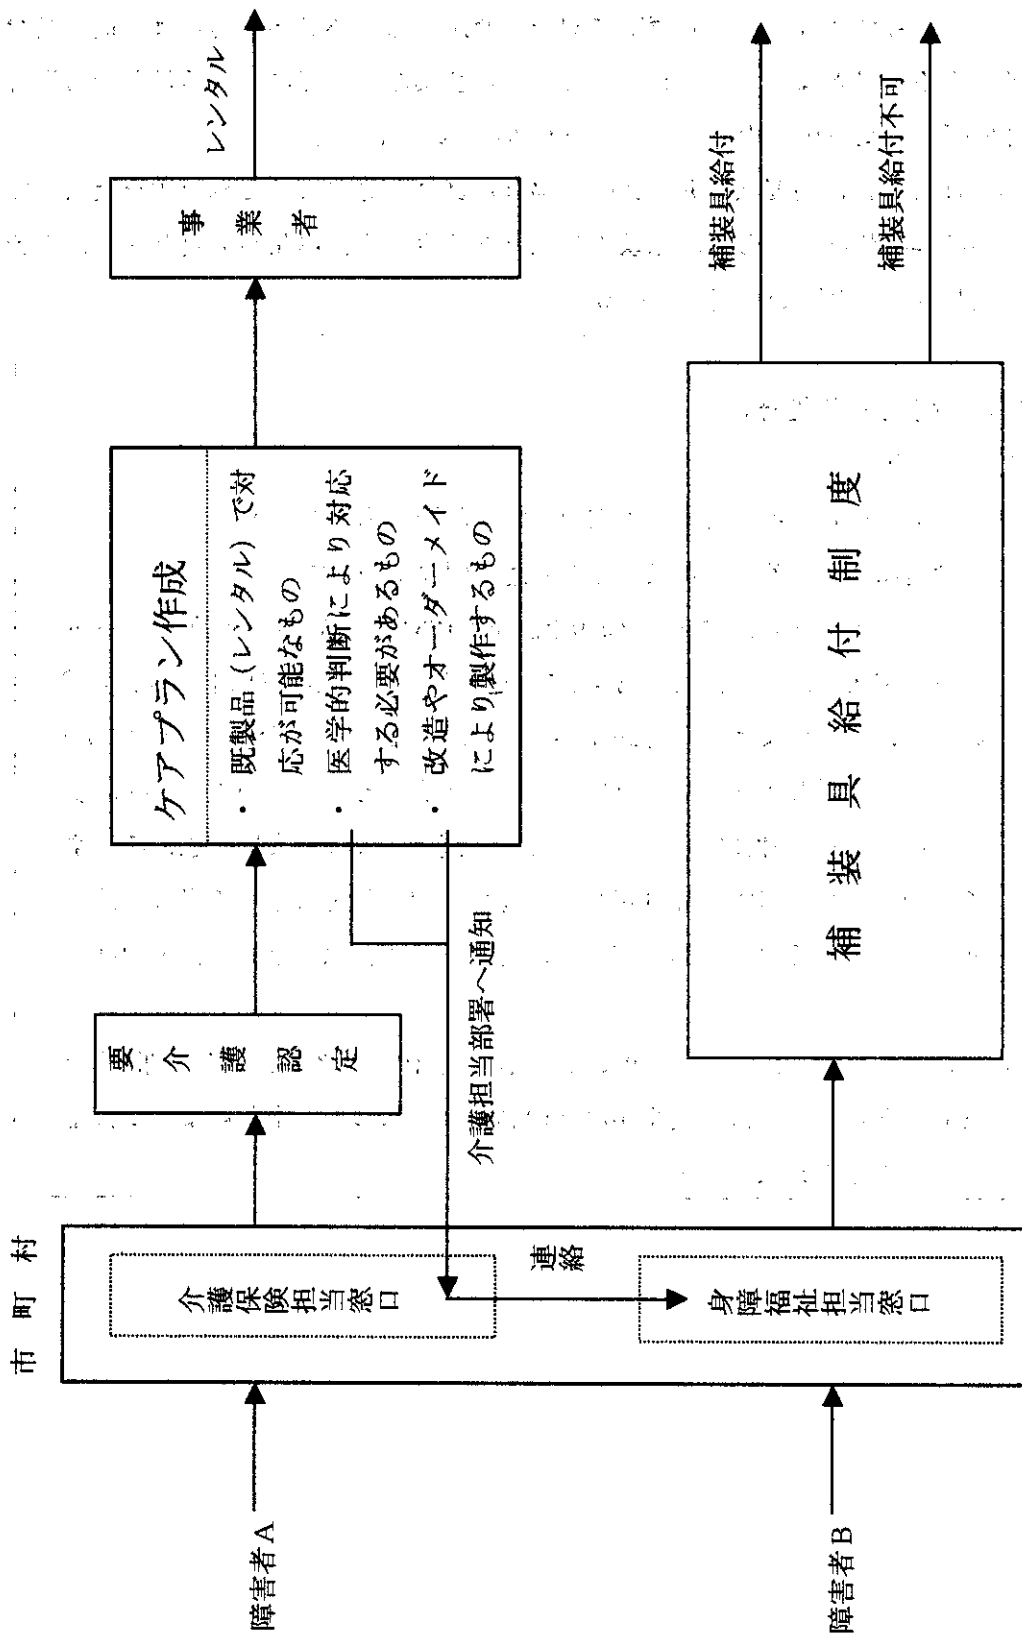 市町村
障害者A
介護保険担当窓口
連絡
身障福祉担当窓口
障害者B
要介護認定
介護担当部署へ通知
ケアプラン作成
・ 既製品（レンタル）で対
応が可能なもの
・ 医学的判断により対応
する必要があるもの
・ 改造やオーダーメイド
により製作するもの
事業者
レンタル
補装具給付制度
補装具給付
補装具給付不可